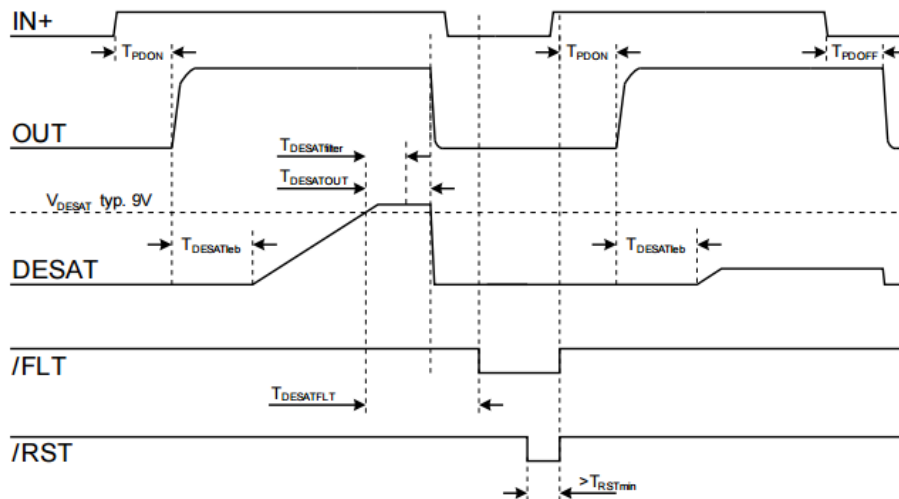 IN+
TPDON
TPDON
TPDOFF
OUT
TDESATfilter
TDESATOUT
VDESAT typ. 9V
TDESATleb
TDESATleb
DESAT
/FLT
TDESATFLT
/RST
>TRSTmin